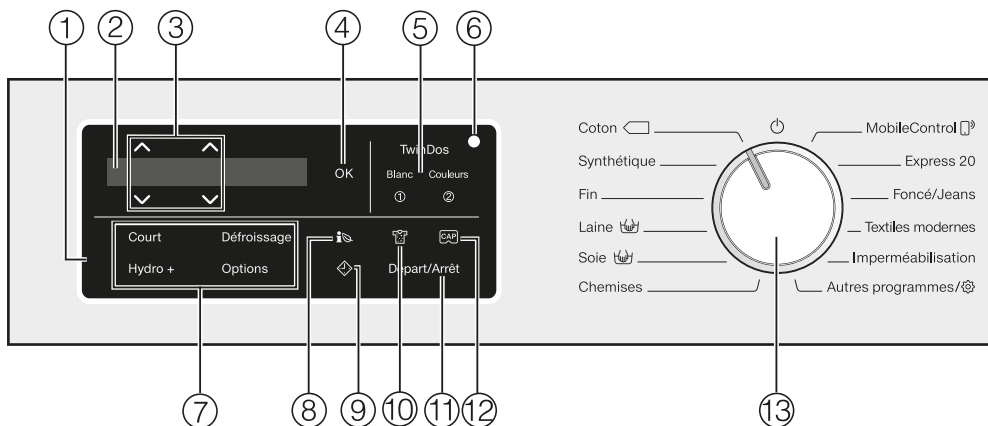 ① ② ③ ④ ⑤ ⑥
TwinDos
OK
Blanc Couleurs
① ②
Court Défroissage
CAP
Hydro + Options
Départ/Arrêt
Coton
Synthétique
Fin
Laine
Soie
Chemises
MobileControl
Express 20
Foncé/Jeans
Textiles modernes
Imperméabilisation
Autres programmes/
⑦ ⑧ ⑨ ⑩ ⑪ ⑫ ⑬